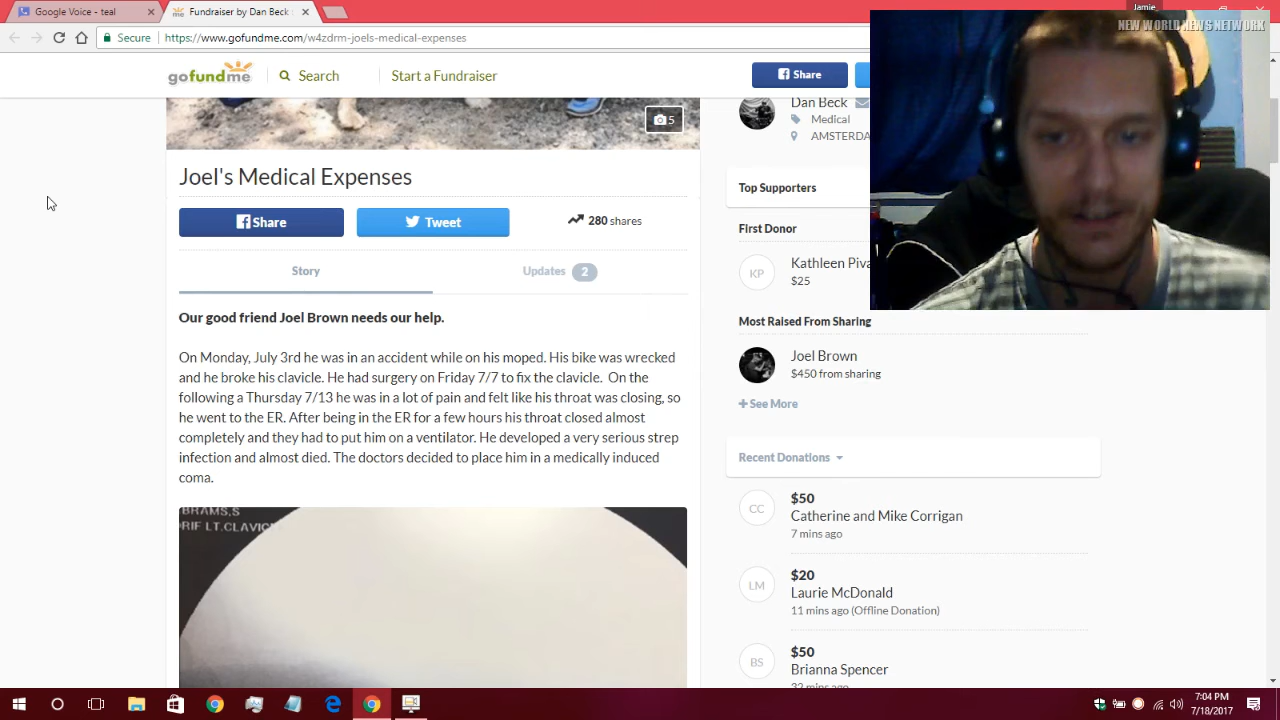 Google Voice - teal
Fundraiser by Dan Beck :
Secure
https://www.gofundme.com/w4zdrm-joels-medical-expenses
NEW WORLD NEWS NETWORK
gofundme
Search
Start a Fundraiser
Share
5
Dan Beck
Medical
AMSTERDA
Joel's Medical Expenses
Share
Tweet
280 shares
Story
Updates 2
Our good friend Joel Brown needs our help.
On Monday, July 3rd he was in an accident while on his moped. His bike was wrecked
and he broke his clavicle. He had surgery on Friday 7/7 to fix the clavicle. On the
following a Thursday 7/13 he was in a lot of pain and felt like his throat was closing, so
he went to the ER. After being in the ER for a few hours his throat closed almost
completely and they had to put him on a ventilator. He developed a very serious strep
infection and almost died. The doctors decided to place him in a medically induced
coma.
BRAMS,S
RIF LT.CLAVIC
Top Supporters
First Donor
KP
Kathleen Piva
$25
Most Raised From Sharing
Joel Brown
$450 from sharing
+ See More
Recent Donations
CC
$50
Catherine and Mike Corrigan
7 mins ago
LM
$20
Laurie McDonald
11 mins ago (Offline Donation)
BS
$50
Brianna Spencer
32 mins ago
7:04 PM
7/18/2017